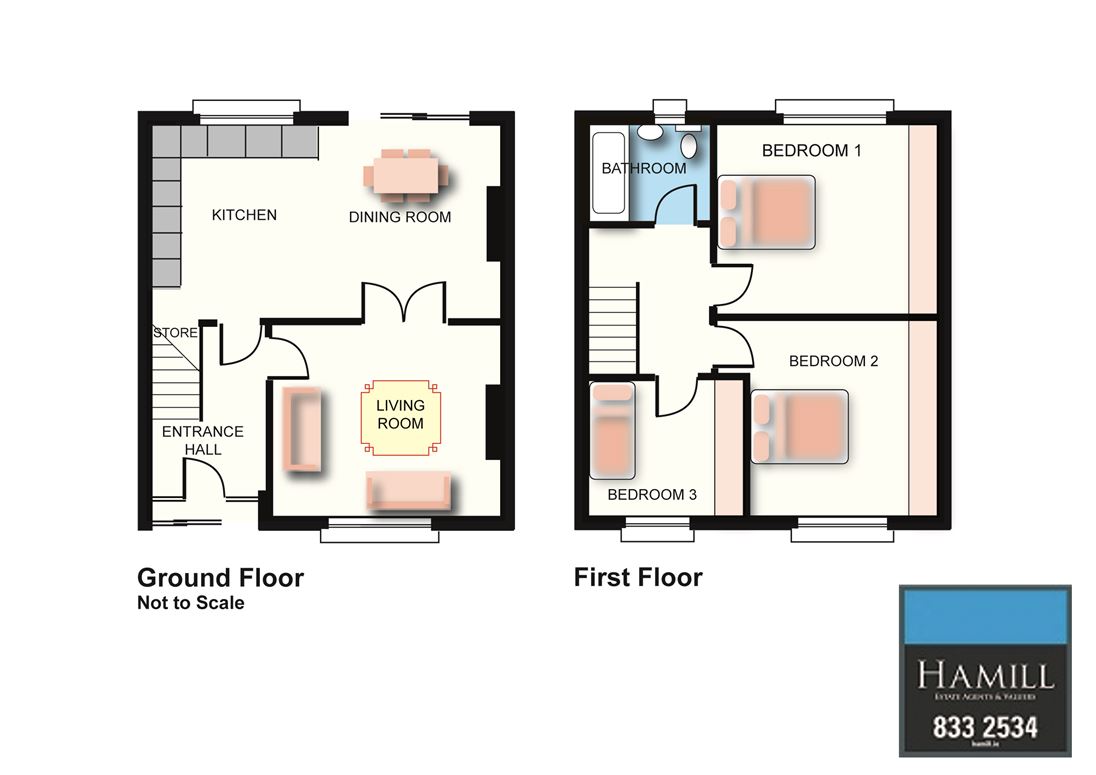 KITCHEN
DINING ROOM
STORE
LIVING
ROOM
ENTRANCE
HALL
Ground Floor
Not to Scale
BATHROOM
BEDROOM 1
BEDROOM 2
BEDROOM 3
First Floor
HAMILL
ESTATE AGENTS & VALUERS
833 2534
hamill.ie